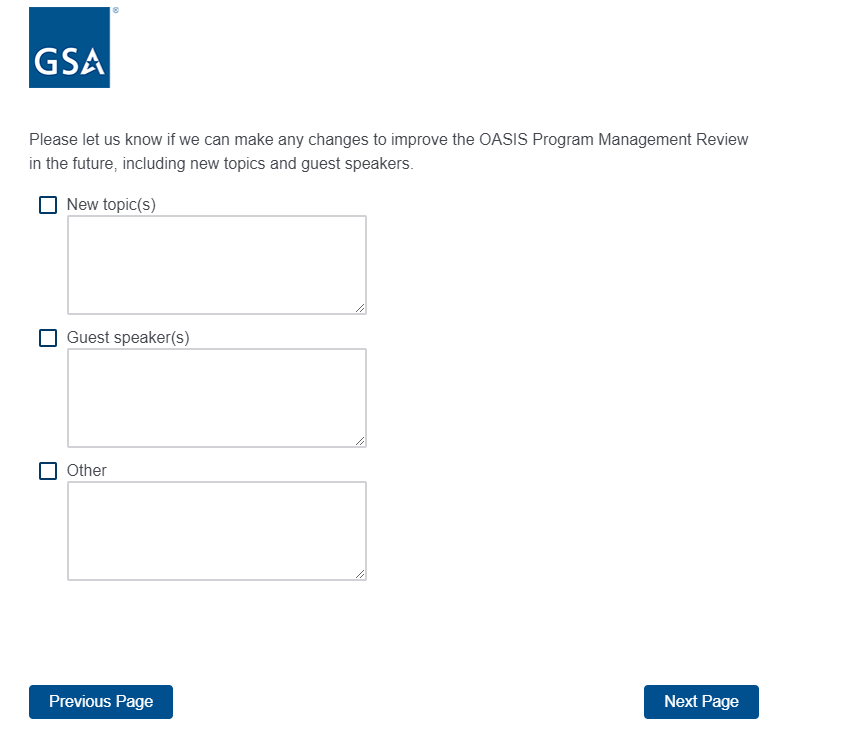 ®
GSA
Please let us know if we can make any changes to improve the OASIS Program Management Review
in the future, including new topics and guest speakers.
New topic(s)
Guest speaker(s)
Other
Previous Page
Next Page